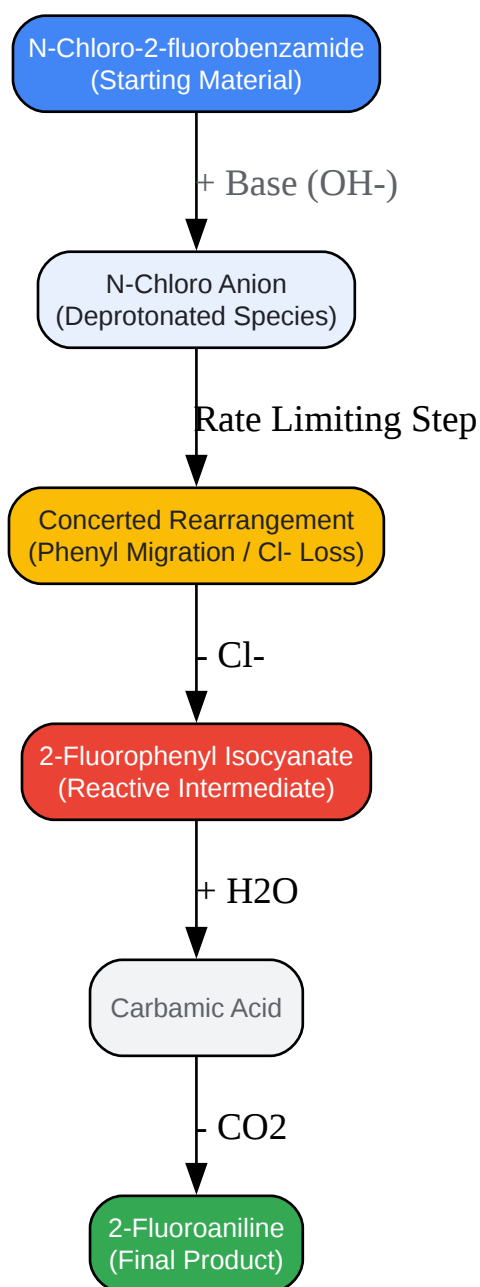 N-Chloro-2-fluorobenzamide
(Starting Material)
+ Base (OH-)
N-Chloro Anion
(Deprotonated Species)
Rate Limiting Step
Concerted Rearrangement
(Phenyl Migration / Cl- Loss)
- Cl-
2-Fluorophenyl Isocyanate
(Reactive Intermediate)
+ H2O
Carbamic Acid
- CO2
2-Fluoroaniline
(Final Product)